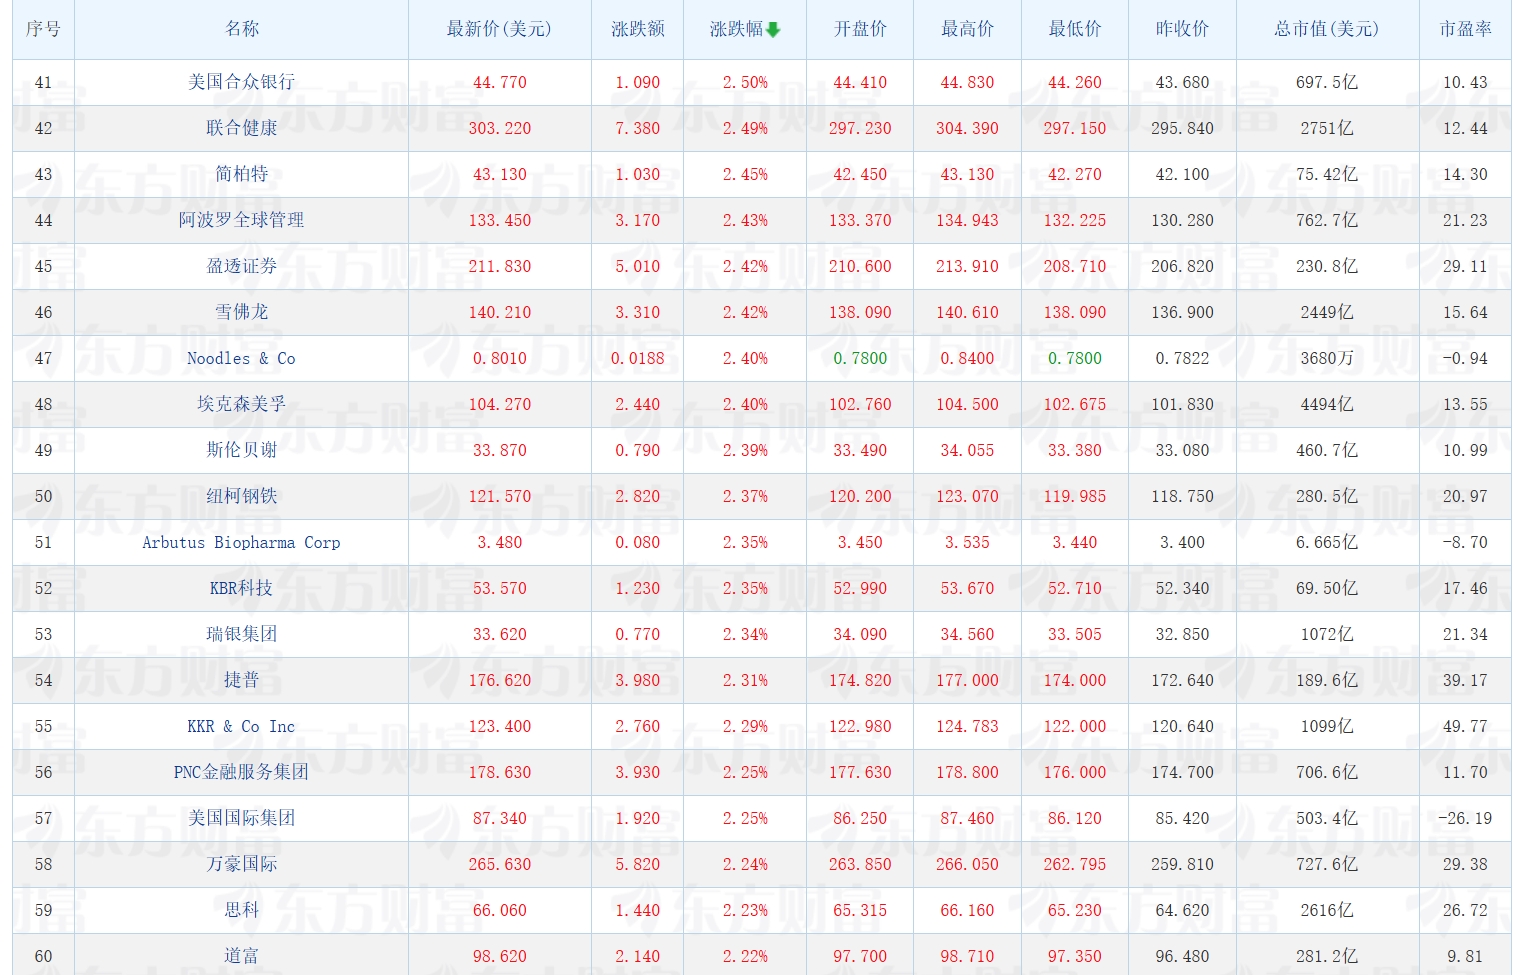 序号 名称 最新价(美元) 涨跌额 涨跌幅 开盘价 最高价 最低价 昨收价 总市值(美元) 市盈率
41 美国合众银行 44.770 1.090 2.50% 44.410 44.830 44.260 43.680 697.5亿 10.43
42 联合健康 303.220 7.380 2.49% 297.230 304.390 297.150 295.840 2751亿 12.44
43 简柏特 43.130 1.030 2.45% 42.450 43.130 42.270 42.100 75.42亿 14.30
44 阿波罗全球管理 133.450 3.170 2.43% 133.370 134.943 132.225 130.280 762.7亿 21.23
45 盈透证券 211.830 5.010 2.42% 210.600 213.910 208.710 206.820 230.8亿 29.11
46 雪佛龙 140.210 3.310 2.42% 138.090 140.610 138.090 136.900 2449亿 15.64
47 Noodles & Co 0.8010 0.0188 2.40% 0.7800 0.8400 0.7800 0.7822 3680万 -0.94
48 埃克森美孚 104.270 2.440 2.40% 102.760 104.500 102.675 101.830 4494亿 13.55
49 斯伦贝谢 33.870 0.790 2.39% 33.490 34.055 33.380 33.080 460.7亿 10.99
50 纽柯钢铁 121.570 2.820 2.37% 120.200 123.070 119.985 118.750 280.5亿 20.97
51 Arbutus Biopharma Corp 3.480 0.080 2.35% 3.450 3.535 3.440 3.400 6.665亿 -8.70
52 KBR科技 53.570 1.230 2.35% 52.990 53.670 52.710 52.340 69.50亿 17.46
53 瑞银集团 33.620 0.770 2.34% 34.090 34.560 33.505 32.850 1072亿 21.34
54 捷普 176.620 3.980 2.31% 174.820 177.000 174.000 172.640 189.6亿 39.17
55 KKR & Co Inc 123.400 2.760 2.29% 122.980 124.783 122.000 120.640 1099亿 49.77
56 PNC金融服务集团 178.630 3.930 2.25% 177.630 178.800 176.000 174.700 706.6亿 11.70
57 美国国际集团 87.340 1.920 2.25% 86.250 87.460 86.120 85.420 503.4亿 -26.19
58 万豪国际 265.630 5.820 2.24% 263.850 266.050 262.795 259.810 727.6亿 29.38
59 思科 66.060 1.440 2.23% 65.315 66.160 65.230 64.620 2616亿 26.72
60 道富 98.620 2.140 2.22% 97.700 98.710 97.350 96.480 281.2亿 9.81